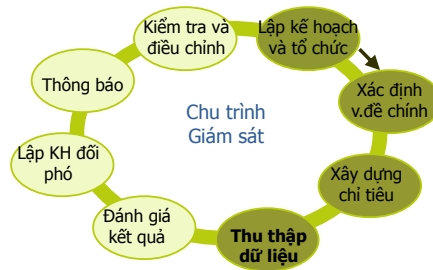 Kiểm tra và
điều chỉnh
Lập kế hoạch
và tổ chức
Thông báo
Xác định
v.đề chính
Chu trình
Giám sát
Lập KH đối
phó
Xây dựng
chỉ tiêu
Đánh giá
kết quả
Thu thập
dữ liệu